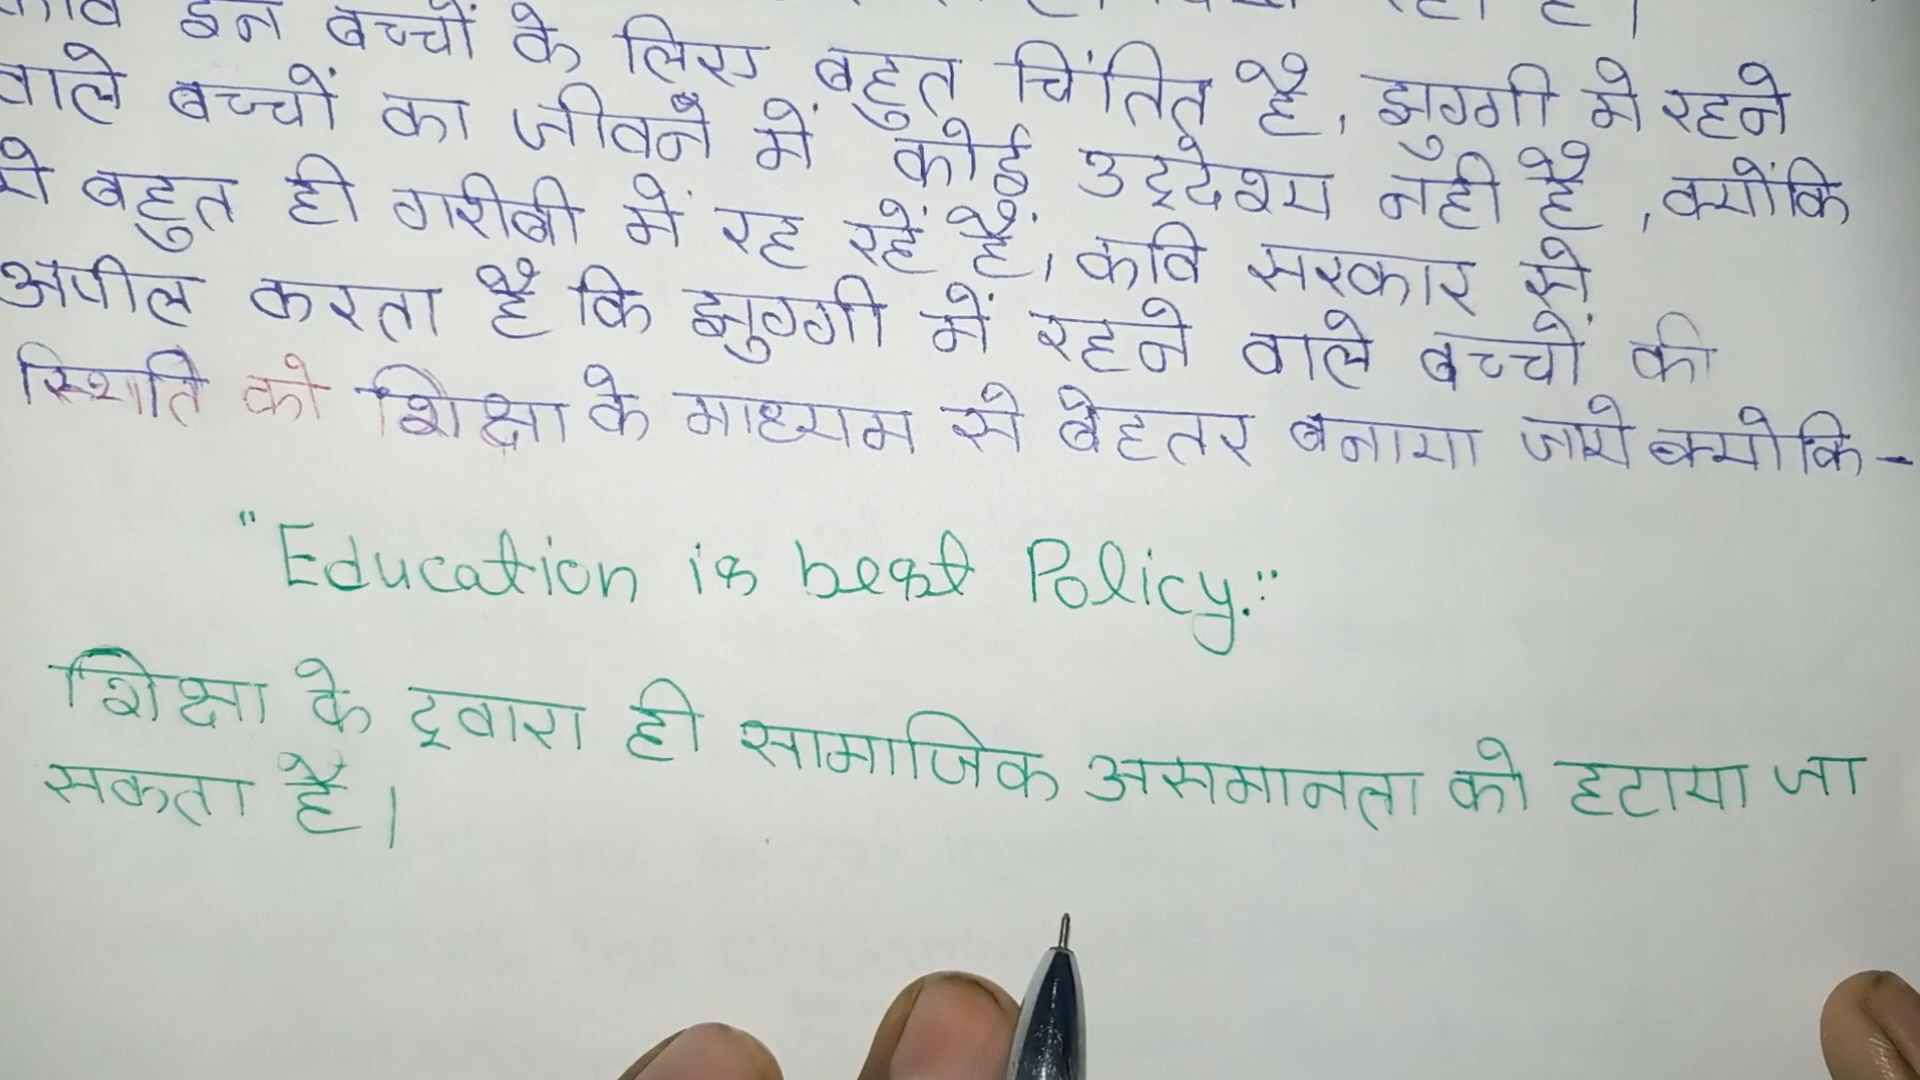 कवि इन बच्चों के लिए बहुत चिंतित है, झुग्गी मे रहने
वाले बच्चों का जीवन में कोई उद्देश्य नही है, क्योंकि
ये बहुत ही गरीबी में रह रहें हैं, कवि सरकार से
अपील करता है कि झुग्गी में रहने वाले बच्चों की
स्थिति को शिक्षा के माध्यम से बेहतर बनाया जाये क्योकि -
"Education is best Policy."
शिक्षा के द्वारा ही सामाजिक असमानता को हटाया जा
सकता है।